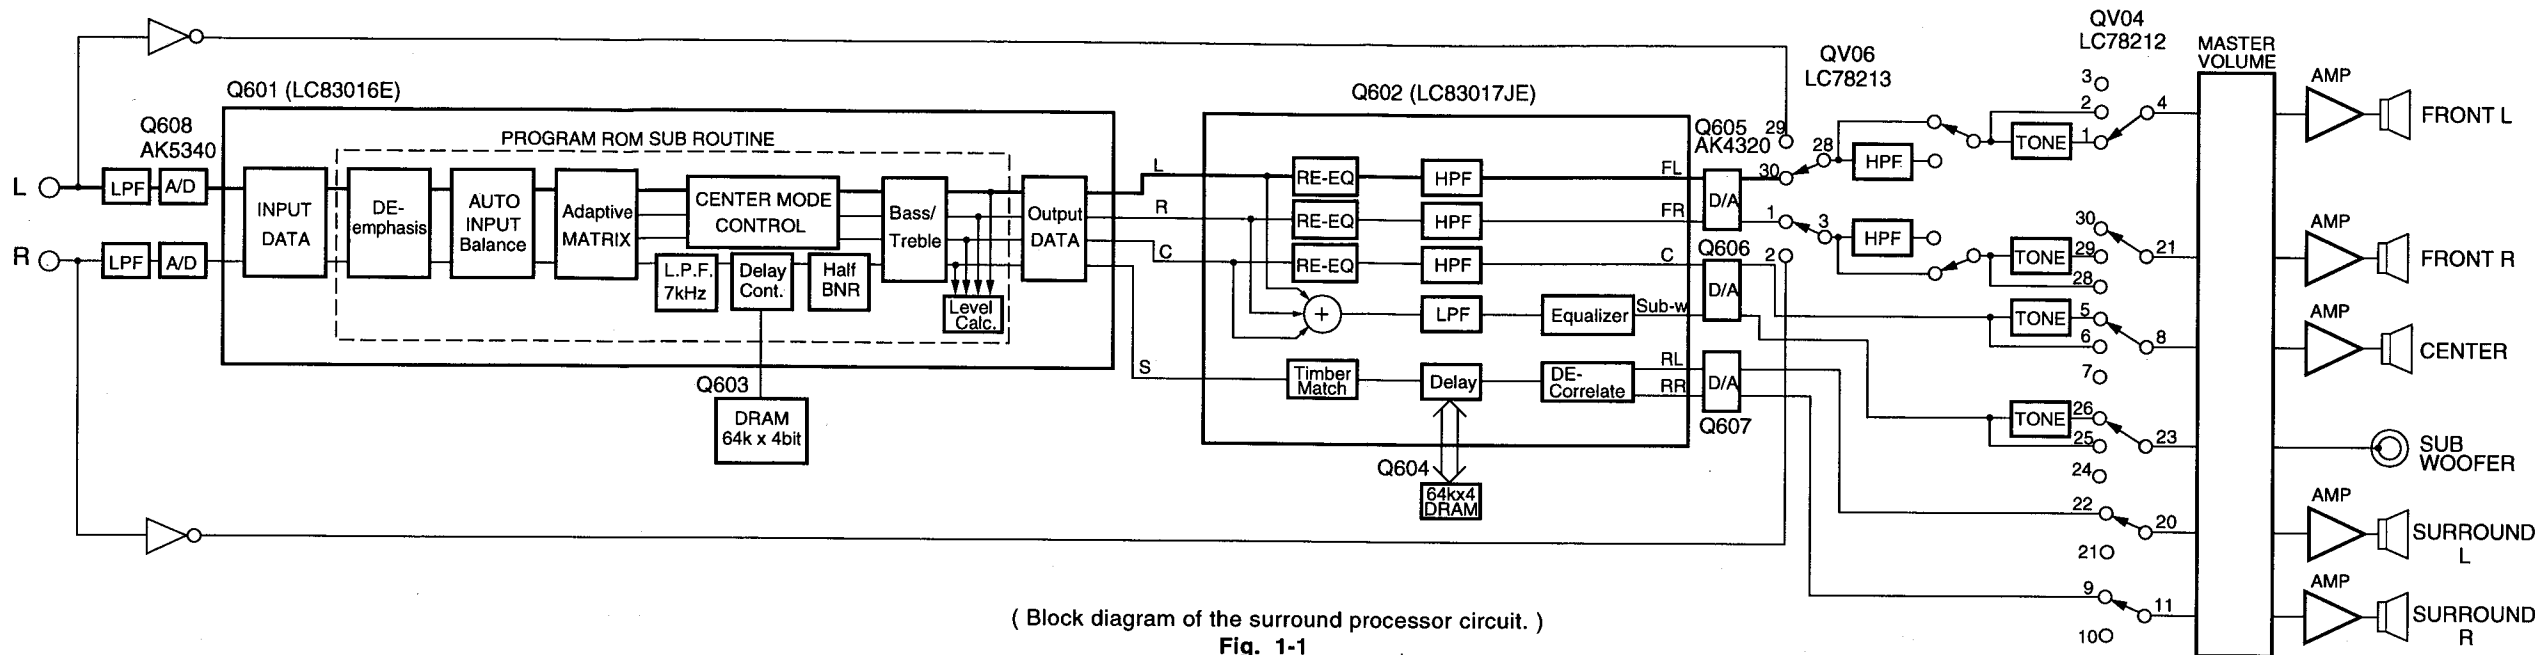 QV04
LC78212
MASTER
VOLUME
QV06
LC78213
Q601 (LC83016E)
Q602 (LC83017JE)
Q608
AK5340
PROGRAM ROM SUB ROUTINE
Q605
AK4320
L
LPF
A/D
INPUT
DATA
DE-
emphasis
AUTO
INPUT
Balance
Adaptive
MATRIX
CENTER MODE
CONTROL
Bass/
Treble
Output
DATA
R
LPF
A/D
L.P.F.
7kHz
Delay
Cont.
Half
BNR
Level
Calc.
Q603
DRAM
64k x 4bit
L
R
C
S
RE-EQ
HPF
FL
RE-EQ
HPF
FR
RE-EQ
HPF
C
+
LPF
Equalizer
Sub-w
Timber
Match
Delay
DE-
Correlate
RL
RR
Q604
64kx4
DRAM
D/A
Q606
D/A
D/A
Q607
29
30
28
HPF
1
3
2
HPF
3
2
TONE
1
4
30
TONE
29
28
21
TONE
5
6
7
8
TONE
26
25
24
23
22
21
20
9
10
11
AMP
FRONT L
AMP
FRONT R
AMP
CENTER
SUB
WOOFER
AMP
SURROUND
L
AMP
SURROUND
R
( Block diagram of the surround processor circuit. )
Fig. 1-1